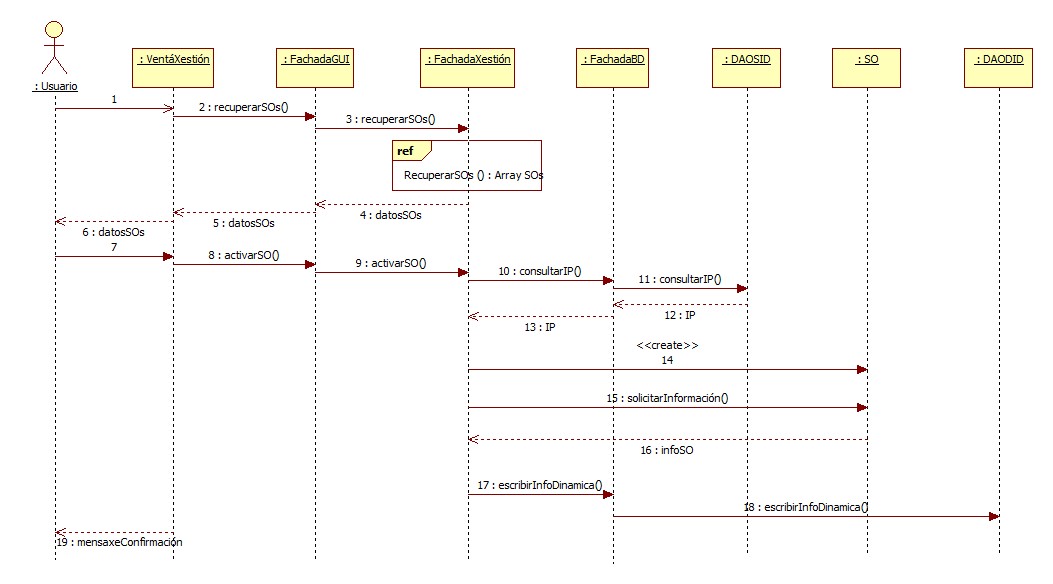 : Usuario
: VentáXestión
: FachadaGUI
: FachadaXestión
: FachadaBD
: DAOSID
: SO
: DAODID
1
2 : recuperarSOs()
3 : recuperarSOs()
ref
RecuperarSOs () : Array SOs
4 : datosSOs
5 : datosSOs
6 : datosSOs
7
8 : activarSO()
9 : activarSO()
10 : consultarIP()
11 : consultarIP()
12 : IP
13 : IP
<<create>>
14
15 : solicitarInformación()
16 : infoSO
17 : escribirInfoDinamica()
18 : escribirInfoDinamica()
19 : mensaxeConfirmación